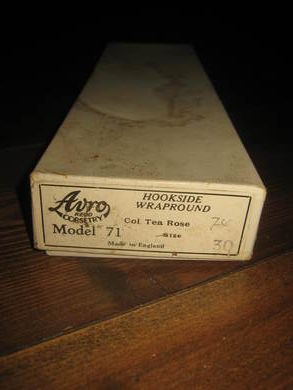 Avro
REGD
CORSETRY
Model 71
HOOKSIDE
WRAPROUND
Col. Tea Rose
Size
30
Made in England